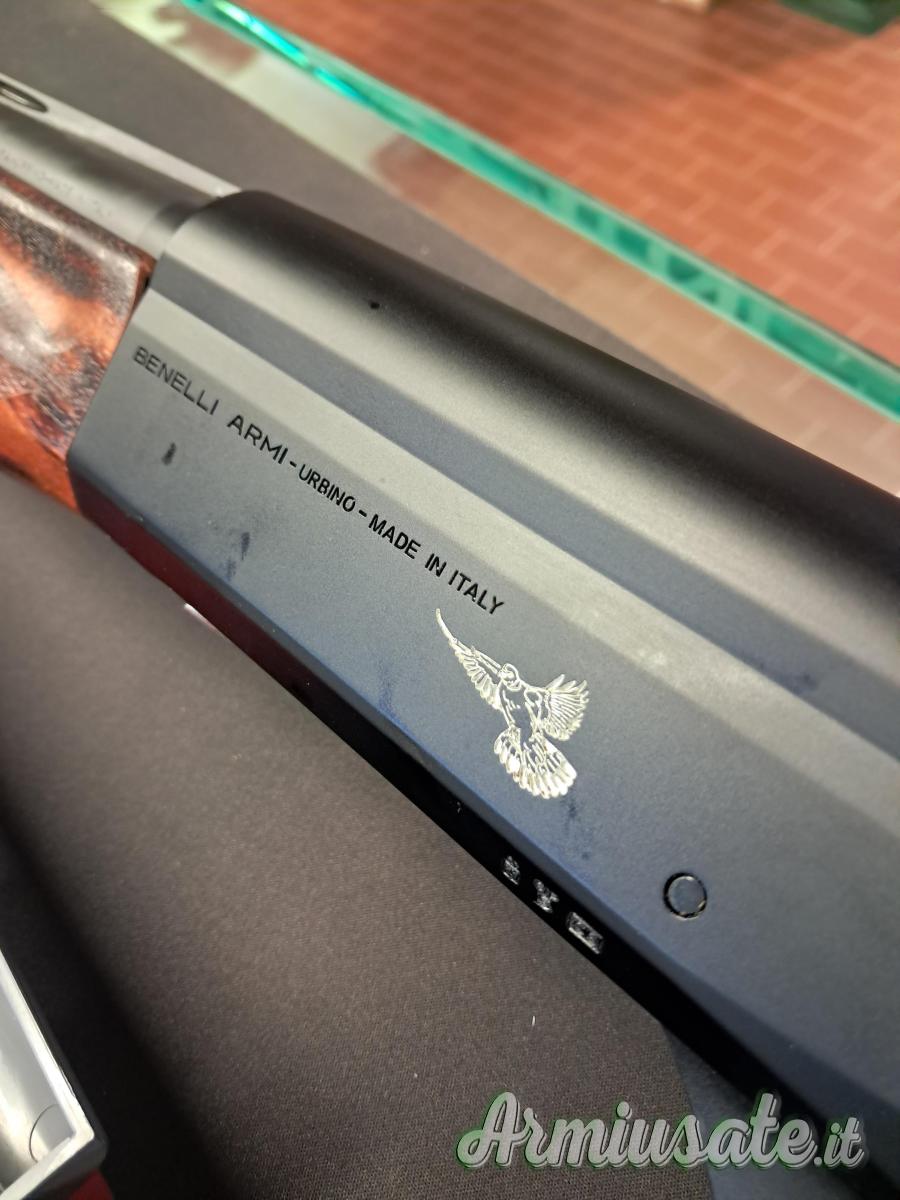 BENELLI ARMI - URBINO - MADE IN ITALY
Armiusate.it